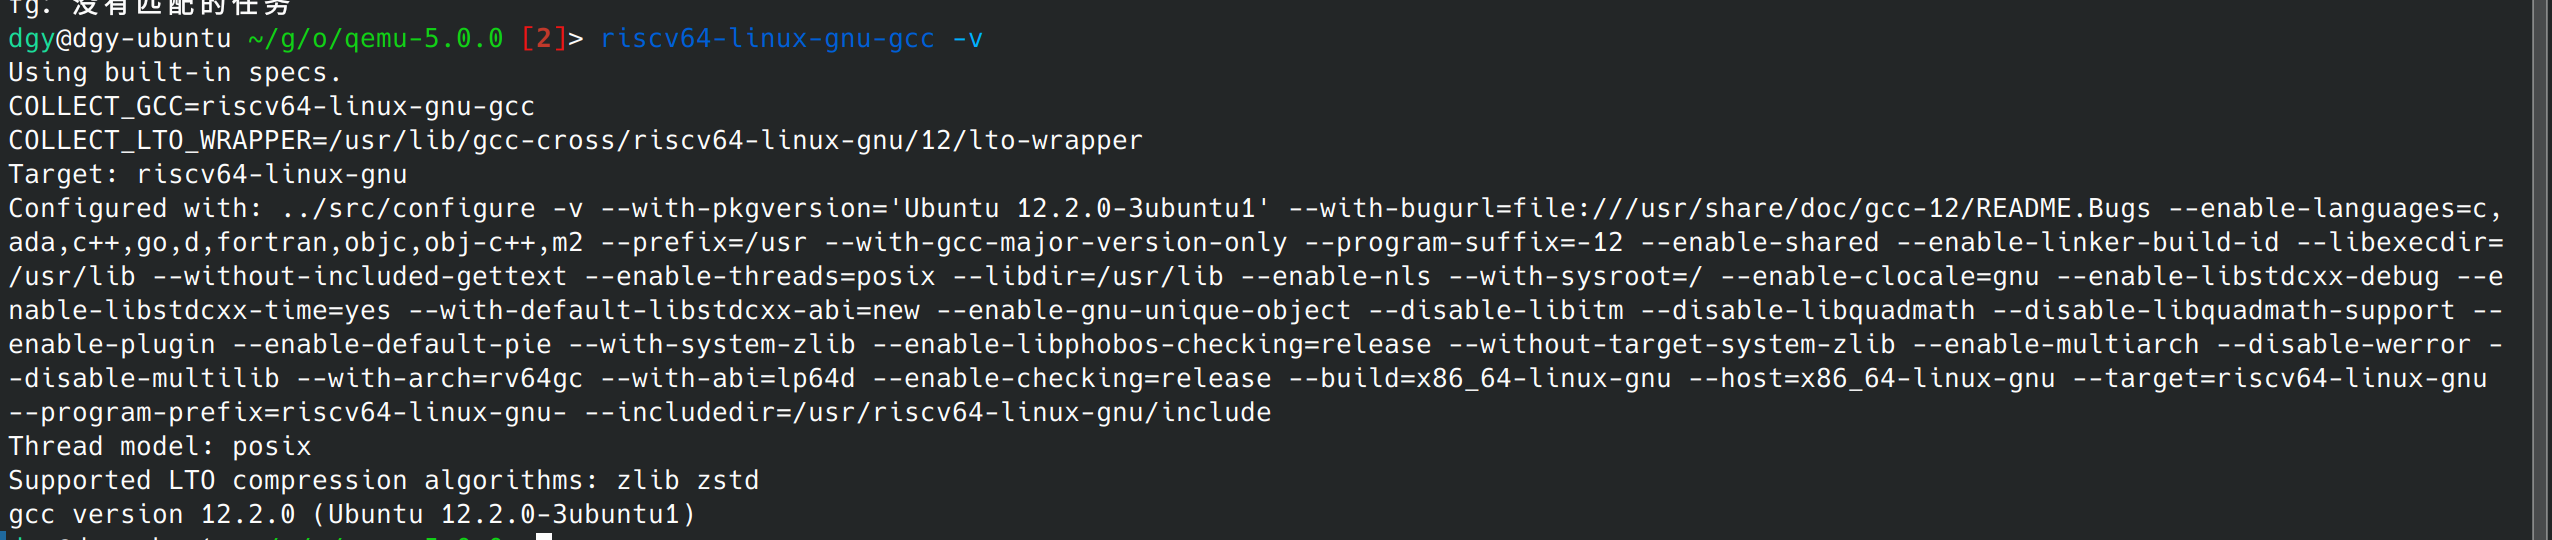 fg: 没有匹配的任务
dgy@dgy-ubuntu ~/g/o/qemu-5.0.0 [2]> riscv64-linux-gnu-gcc -v
Using built-in specs.
COLLECT_GCC=riscv64-linux-gnu-gcc
COLLECT_LTO_WRAPPER=/usr/lib/gcc-cross/riscv64-linux-gnu/12/lto-wrapper
Target: riscv64-linux-gnu
Configured with: ../src/configure -v --with-pkgversion='Ubuntu 12.2.0-3ubuntu1' --with-bugurl=file:///usr/share/doc/gcc-12/README.Bugs --enable-languages=c,
ada,c++,go,d,fortran,objc,obj-c++,m2 --prefix=/usr --with-gcc-major-version-only --program-suffix=-12 --enable-shared --enable-linker-build-id --libexecdir=
/usr/lib --without-included-gettext --enable-threads=posix --libdir=/usr/lib --enable-nls --with-sysroot=/ --enable-clocale=gnu --enable-libstdcxx-debug --e
nable-libstdcxx-time=yes --with-default-libstdcxx-abi=new --enable-gnu-unique-object --disable-libitm --disable-libquadmath --disable-libquadmath-support --
enable-plugin --enable-default-pie --with-system-zlib --enable-libphobos-checking=release --without-target-system-zlib --enable-multiarch --disable-werror -
-disable-multilib --with-arch=rv64gc --with-abi=lp64d --enable-checking=release --build=x86_64-linux-gnu --host=x86_64-linux-gnu --target=riscv64-linux-gnu
--program-prefix=riscv64-linux-gnu- --includedir=/usr/riscv64-linux-gnu/include
Thread model: posix
Supported LTO compression algorithms: zlib zstd
gcc version 12.2.0 (Ubuntu 12.2.0-3ubuntu1)